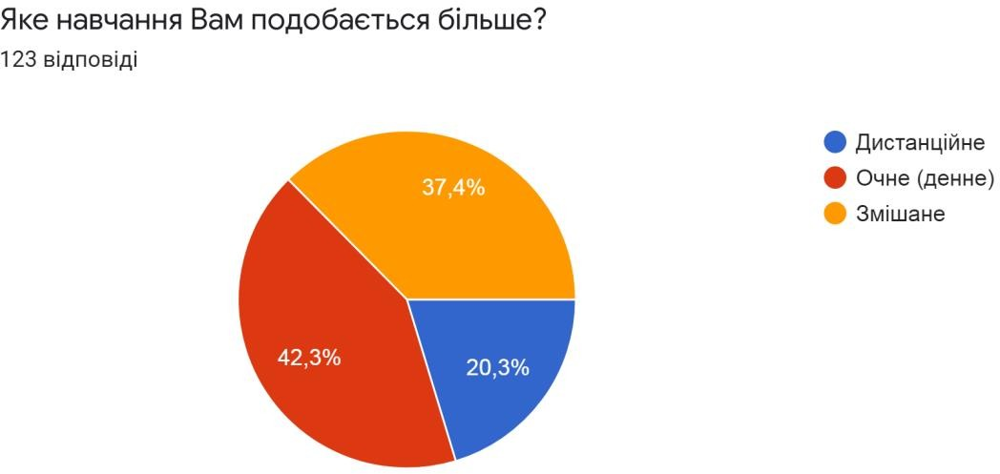 Яке навчання Вам подобається більше?
123 відповіді
Дистанційне
Очне (денне)
Змішане
37,4%
42,3%
20,3%